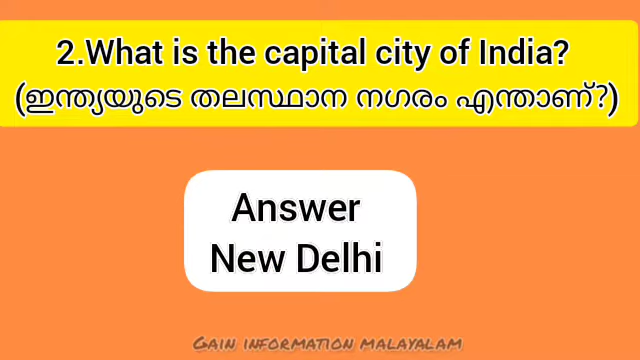 2.What is the capital city of India?
(ഇന്ത്യയുടെ തലസ്ഥാന നഗരം എന്താണ്?)
Answer
New Delhi
GAIN INFORMATION MALAYALAM